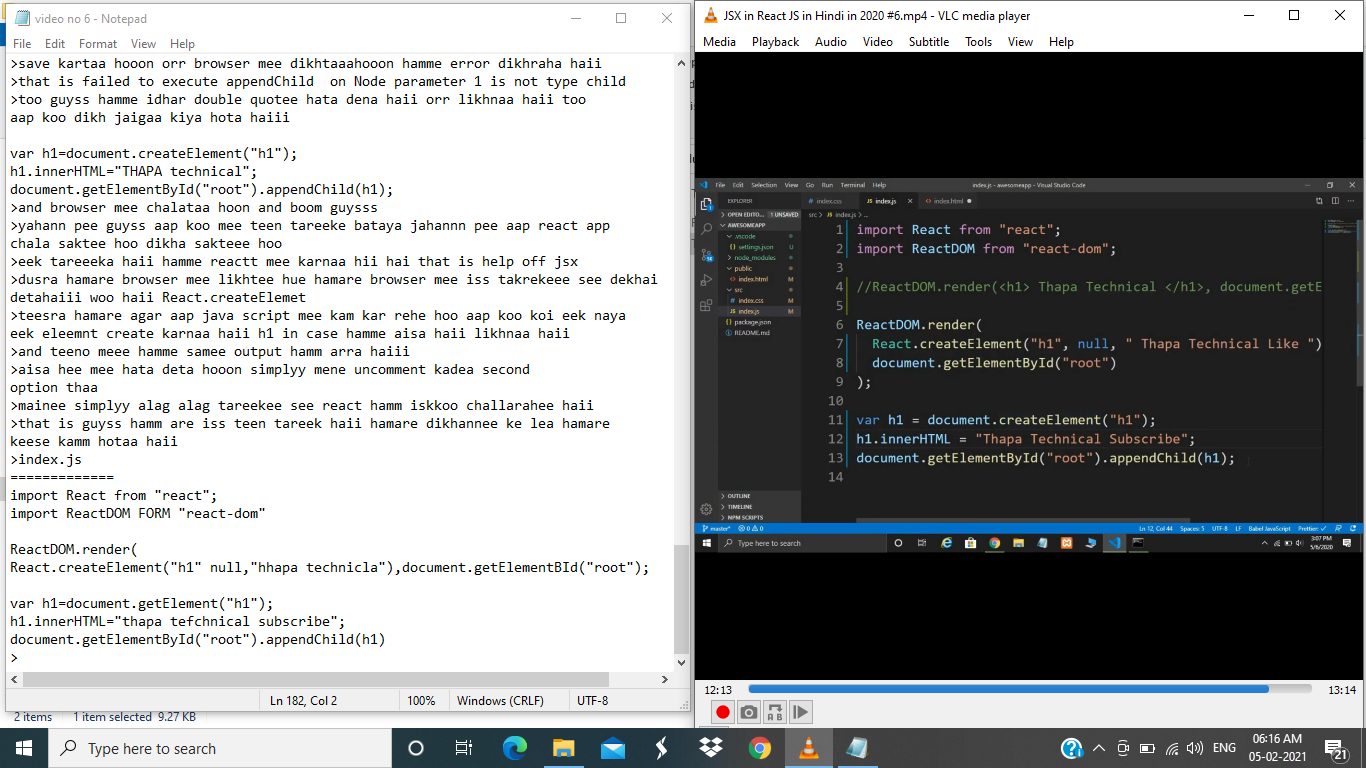 video no 6 - Notepad
File Edit Format View Help
>save kartaa hooon orr browser mee dikhtaaahooon hamme error dikhraha haii
>that is failed to execute appendChild  on Node parameter 1 is not type child
>too guyss hamme idhar double quotee hata dena haii orr likhnaa haii too
aap koo dikh jaigaa kiya hota haiii
var h1=document.createElement("h1");
h1.innerHTML="THAPA technical";
document.getElementById("root").appendChild(h1);
>and browser mee chalataa hoon and boom guysss
>yahann pee guyss aap koo mee teen tareeke bataya jahannn pee aap react app
chala saktee hoo dikha sakteee hoo
>eek tareeeka haii hamme reactt mee karnaa hii hai that is help off jsx
>dusra hamare browser mee likhtee hue hamare browser mee iss takrekeee see dekhai
detahaiii woo haii React.createElemet
>teesra hamare agar aap java script mee kam kar rehe hoo aap koo koi eek naya
eek eleemnt create karnaa haii h1 in case hamme aisa haii likhnaa haii
>and teeno meee hamme samee output hamm arra haiii
>aisa hee mee hata deta hooon simplyy mene uncomment kadea second
option thaa
>mainee simplyy alag alag tareekee see react hamm iskkoo challarahee haii
>that is guyss hamm are iss teen tareek haii hamare dikhannee ke lea hamare
keese kamm hotaa haii
>index.js
=============
import React from "react";
import ReactDOM FORM "react-dom"
ReactDOM.render(
React.createElement("h1" null,"hhapa technicla"),document.getElementBId("root");
var h1=document.getElement("h1");
h1.innerHTML="thapa tefchnical subscribe";
document.getElementById("root").appendChild(h1)
>
Ln 182, Col 2 100% Windows (CRLF) UTF-8
2 items 1 item selected 9.27 KB
JSX in React JS in Hindi in 2020 #6.mp4 - VLC media player
Media Playback Audio Video Subtitle Tools View Help
File Edit Selection View Go Run Terminal Help index.js - awesomeapp - Visual Studio Code
EXPLORER # index.css JS index.js × <> index.html ●
OPEN EDITO... 1 UNSAVED src > JS index.js > ...
AWESOMEAPP
.vscode
settings.json U
node_modules
public
index.html M
src
index.css M
index.js M
package.json
README.md
OUTLINE
TIMELINE
NPM SCRIPTS
1 import React from "react";
2 import ReactDOM from "react-dom";
3
4 //ReactDOM.render(<h1> Thapa Technical </h1>, document.getE
5
6 ReactDOM.render(
7 React.createElement("h1", null, " Thapa Technical Like ")
8 document.getElementById("root")
9 );
10
11 var h1 = document.createElement("h1");
12 h1.innerHTML = "Thapa Technical Subscribe";
13 document.getElementById("root").appendChild(h1);
14
master* 0 0 Ln 12, Col 44 Spaces: 5 UTF-8 LF Babel JavaScript Prettier: ✓
Type here to search 3:07 PM
5/6/2020
12:13 13:14
Type here to search ENG 06:16 AM
05-02-2021 21